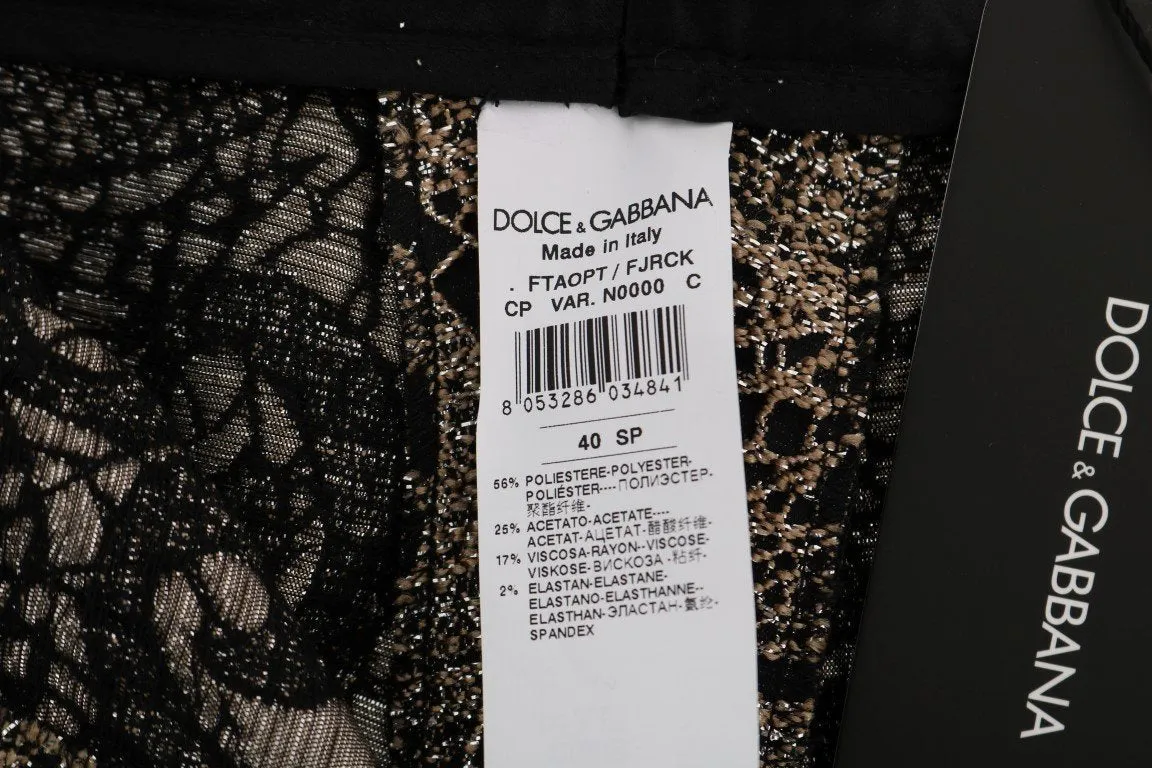 DOLCE & GABBANA
Made in Italy
. FTAOPT / FJRCK
CP VAR. N0000 C
8 053286 034841
40 SP
56% POLIESTERE-POLYESTER-
POLIÉSTER----ПОЛИЭСТЕР-
聚酯纤维-
25% ACETATO-ACETATE----
ACETAT-АЦЕТАТ-醋酸纤维-
17% VISCOSA-RAYON--VISCOSE-
VISKOSE-ВИСКОЗА -粘纤-
2% ELASTAN-ELASTANE-
ELASTANO-ELASTHANNE--
ELASTHAN-ЭЛАСТАН-氨纶-
SPANDEX
DOLCE & GABBANA